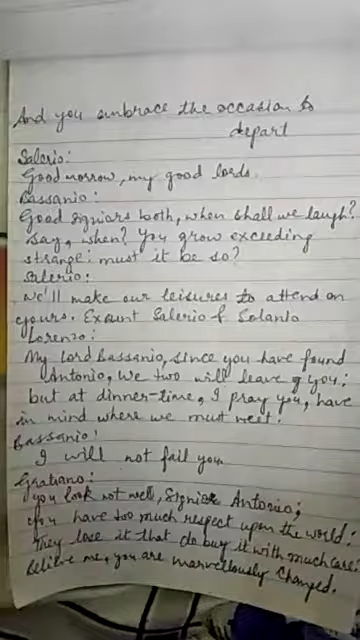 And you embrace the occasion to
depart
Salerio:
Good morrow, my good lords.
Bassanio:
Good signiors both, when shall we laugh?
Say, when? You grow exceeding
strange: must it be so?
Salerio:
We'll make our leisures to attend on
yours. Exeunt Salerio & Solanio
Lorenzo:
My Lord Bassanio, since you have found
Antonio, we two will leave you:
but at dinner-time, I pray you, have
in mind where we must meet.
Bassanio:
I will not fail you
Gratiano:
You look not well, Signior Antonio;
You have too much respect upon the world:
They lose it that do buy it with much care:
Believe me, you are marvellously changed.